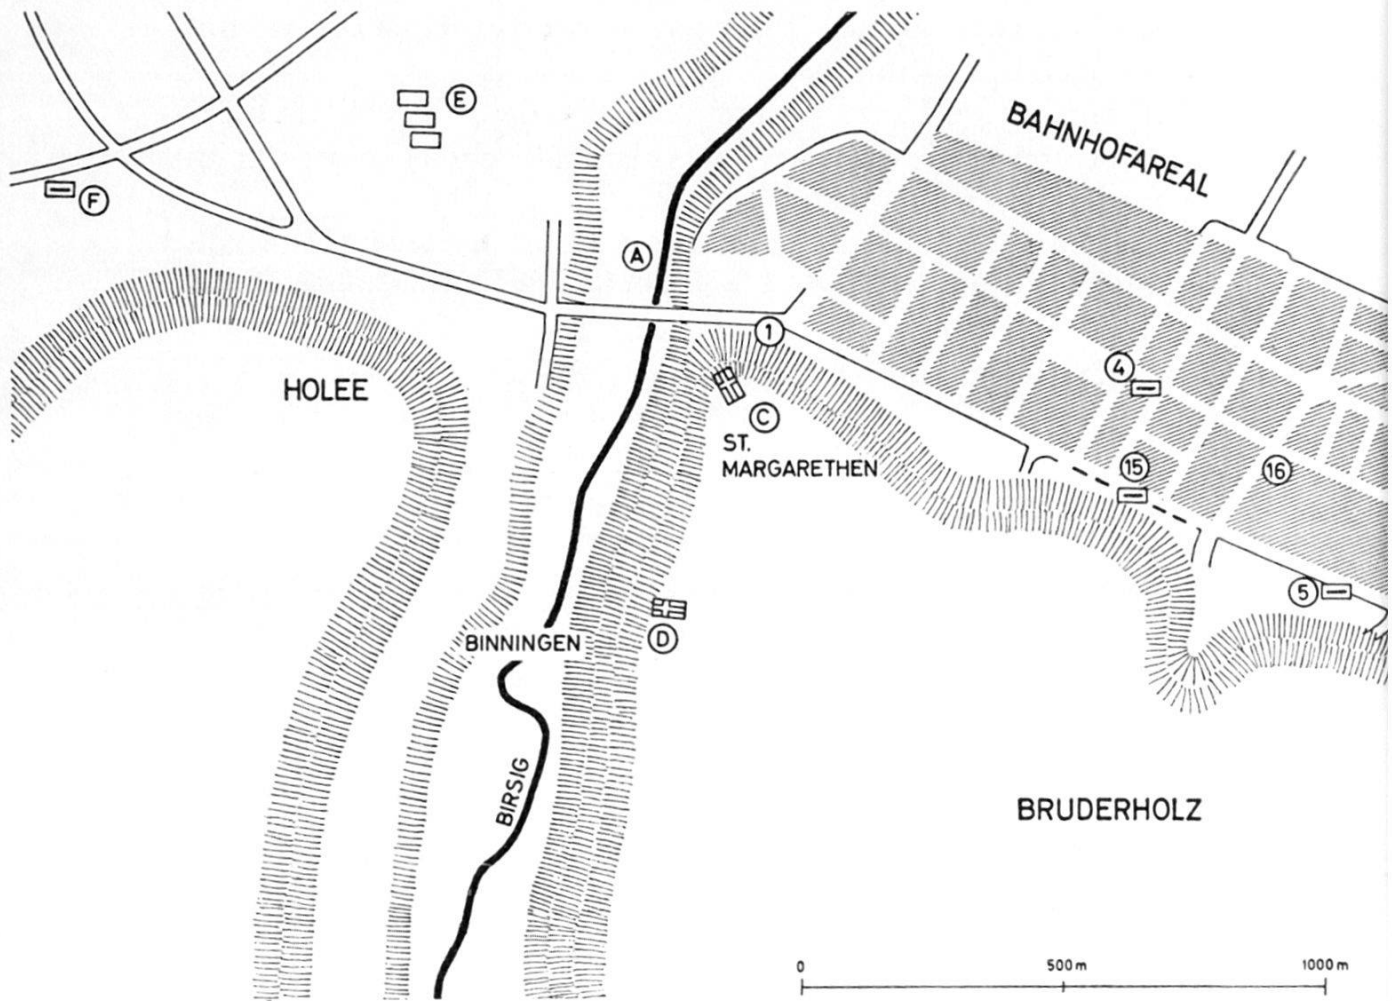 BAHNHOFAREAL
E
F
A
1
HOLEE
4
C
ST.
MARGARETHEN
15
16
5
BINNINGEN
D
BIRSIG
BRUDERHOLZ
0 500 m 1000 m